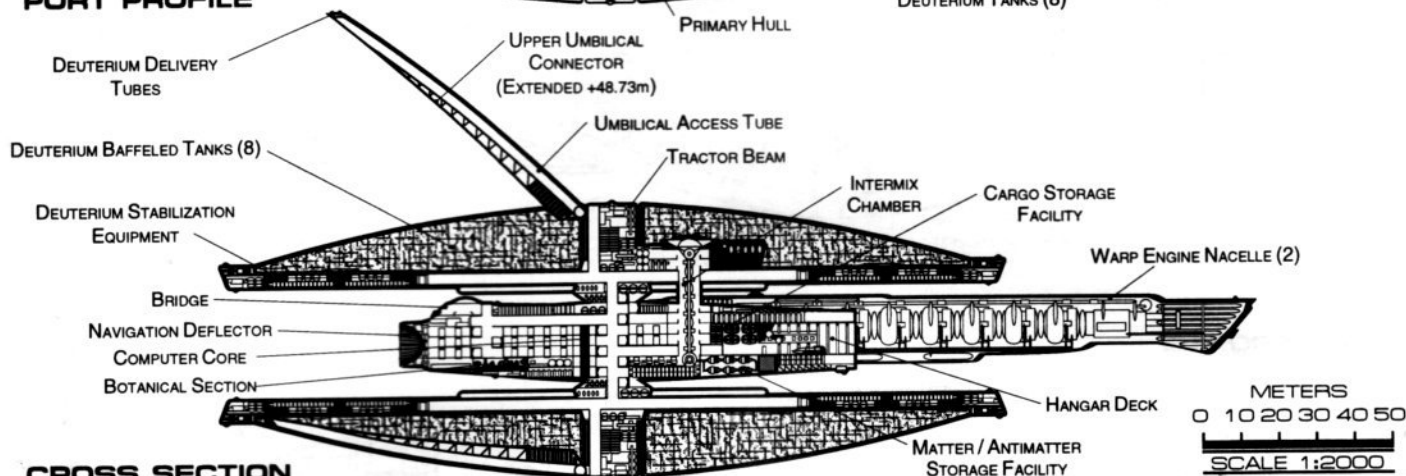 PORT PROFILE
PRIMARY HULL
DEUTERIUM TANKS (8)
DEUTERIUM DELIVERY
TUBES
UPPER UMBILICAL
CONNECTOR
(EXTENDED +48.73m)
UMBILICAL ACCESS TUBE
DEUTERIUM BAFFELED TANKS (8)
TRACTOR BEAM
INTERMIX
CHAMBER
CARGO STORAGE
FACILITY
DEUTERIUM STABILIZATION
EQUIPMENT
WARP ENGINE NACELLE (2)
BRIDGE
NAVIGATION DEFLECTOR
COMPUTER CORE
BOTANICAL SECTION
HANGAR DECK
MATTER / ANTIMATTER
STORAGE FACILITY
METERS
0 10 20 30 40 50
SCALE 1:2000
CROSS SECTION